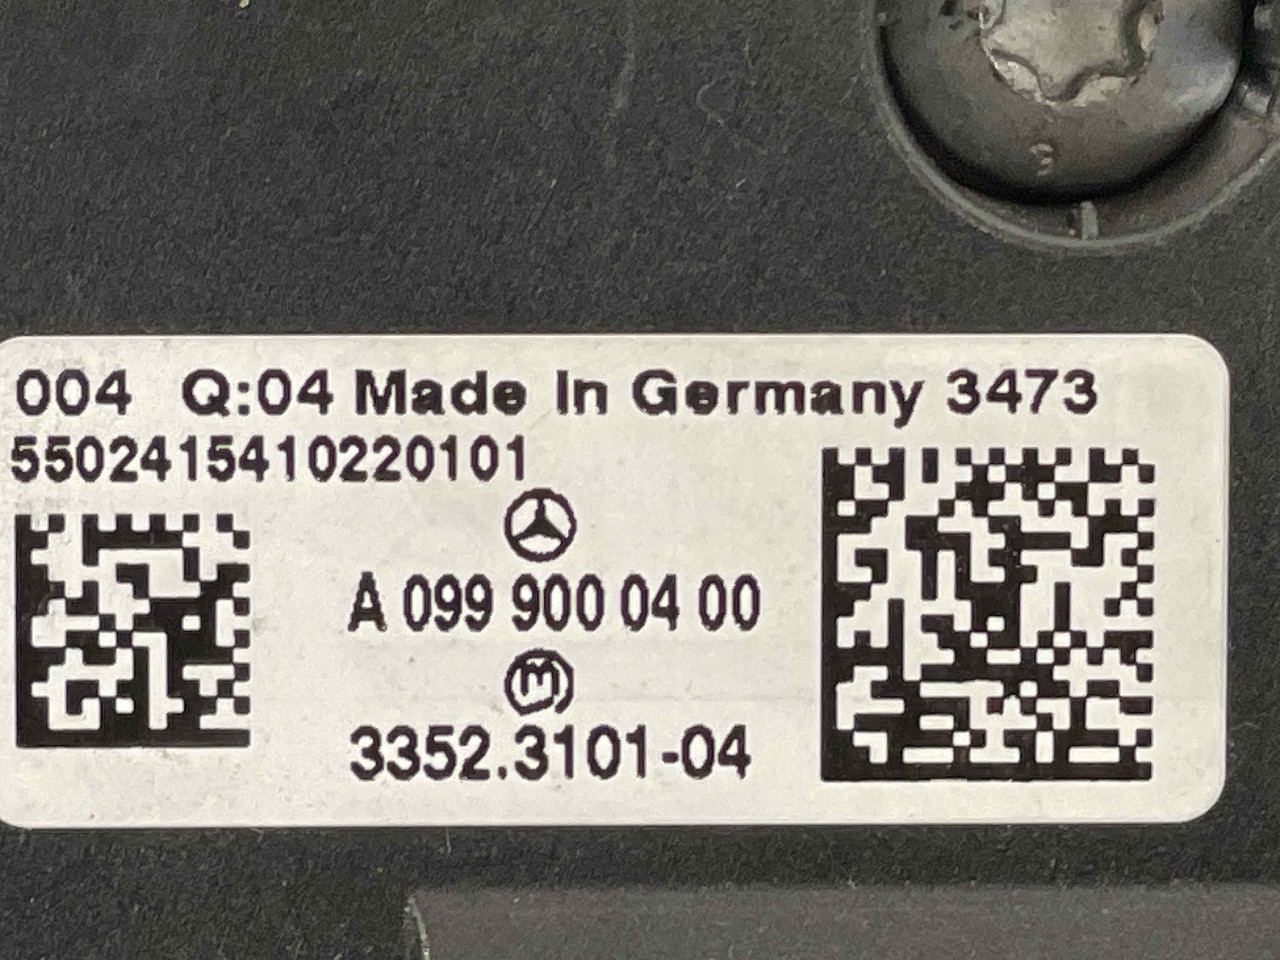 004 Q:04 Made In Germany 3473
5502415410220101
A 099 900 04 00
m
3352.3101-04